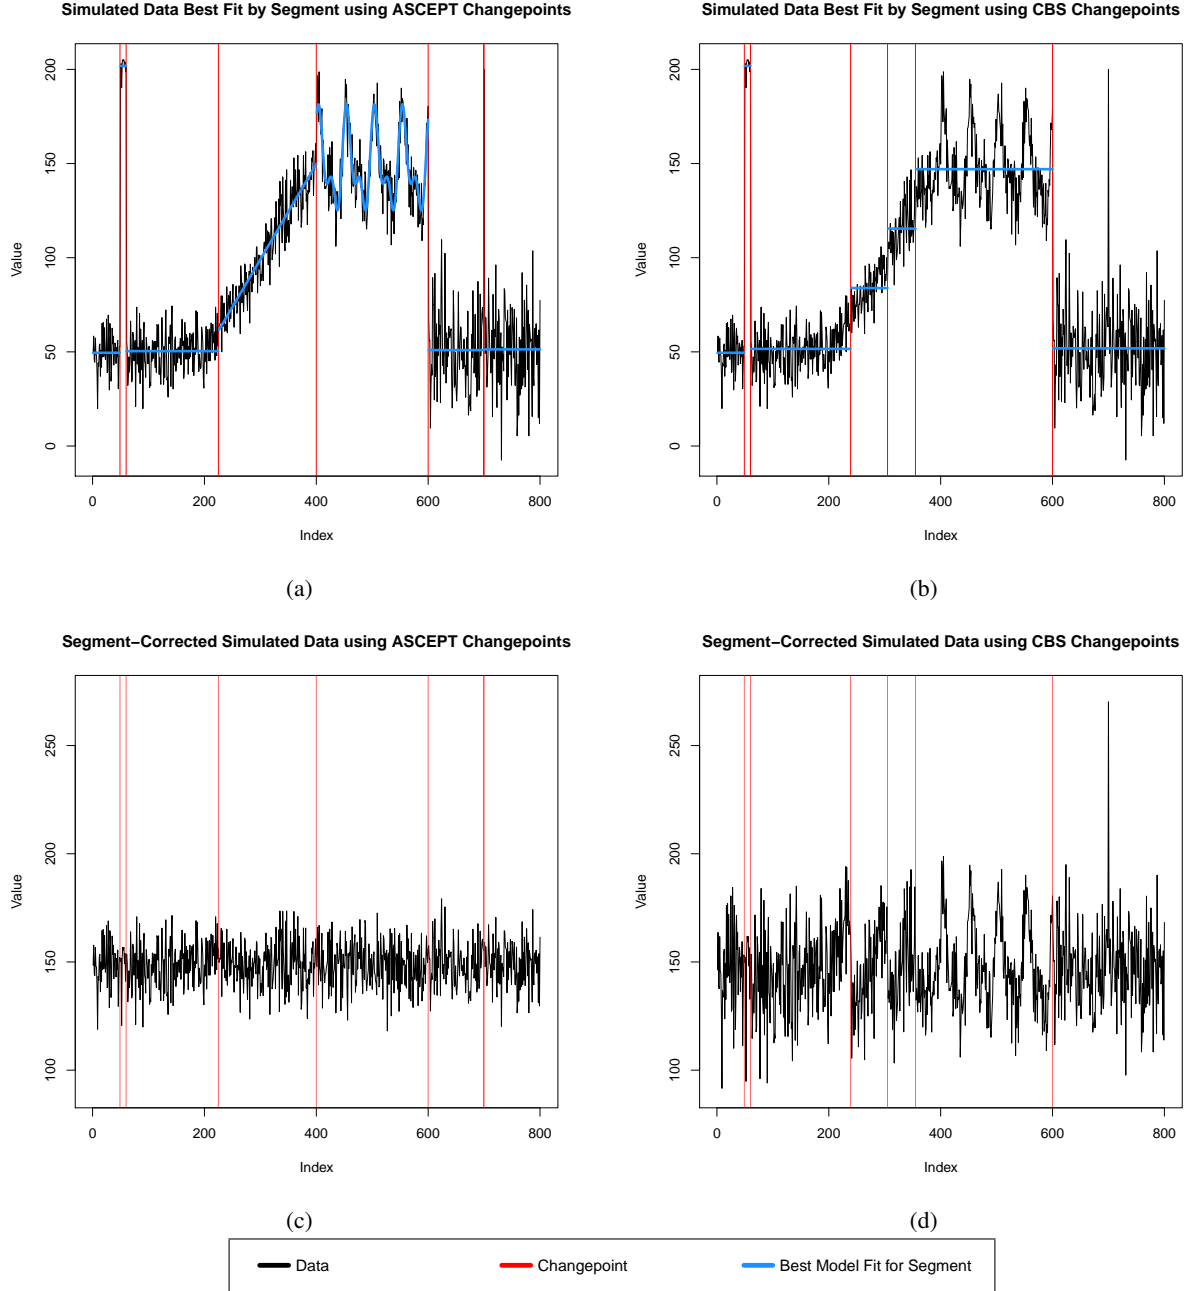 Simulated Data Best Fit by Segment using ASCEPT Changepoints
Value
0
50
100
150
200
0 200 400 600 800
Index
(a)
Simulated Data Best Fit by Segment using CBS Changepoints
Value
0
50
100
150
200
0 200 400 600 800
Index
(b)
Segment−Corrected Simulated Data using ASCEPT Changepoints
Value
100
150
200
250
0 200 400 600 800
Index
(c)
Segment−Corrected Simulated Data using CBS Changepoints
Value
100
150
200
250
0 200 400 600 800
Index
(d)
Data Changepoint Best Model Fit for Segment